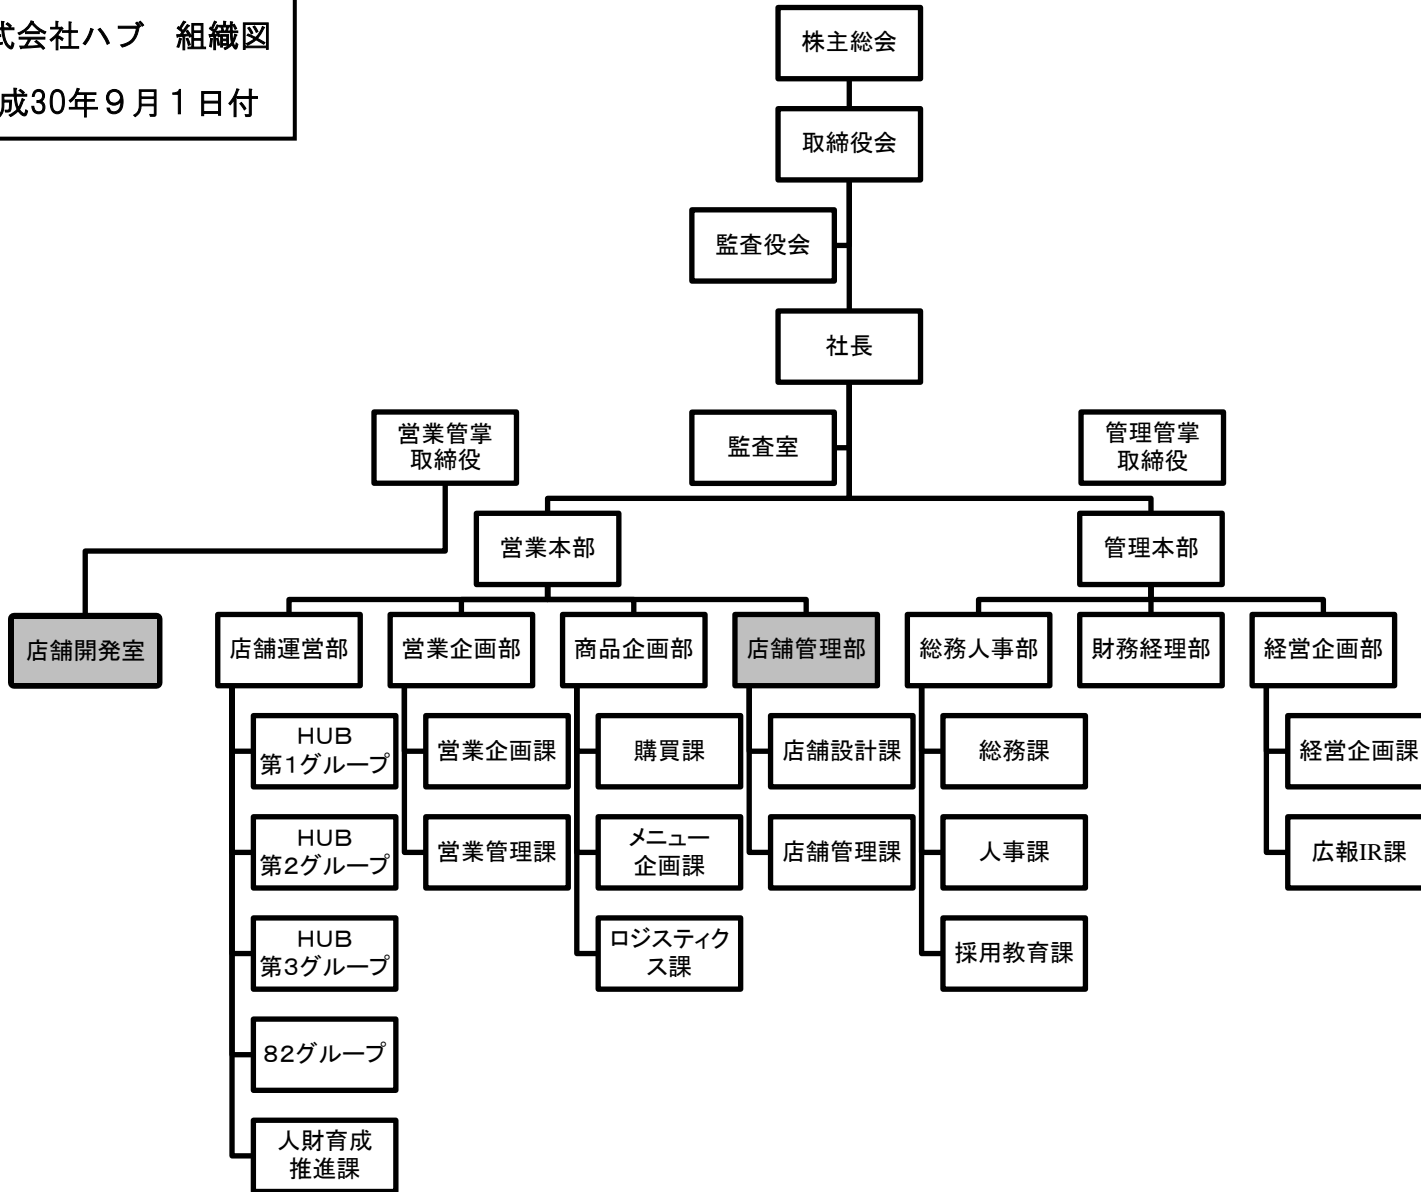 式会社ハブ　組織図
成30年９月１日付
株主総会
取締役会
監査役会
社長
営業管掌
取締役
監査室
管理管掌
取締役
営業本部
管理本部
店舗開発室
店舗運営部
営業企画部
商品企画部
店舗管理部
総務人事部
財務経理部
経営企画部
HUB
第1グループ
営業企画課
購買課
店舗設計課
総務課
経営企画課
HUB
第2グループ
営業管理課
メニュー
企画課
店舗管理課
人事課
広報IR課
HUB
第3グループ
ロジスティク
ス課
採用教育課
82グループ
人財育成
推進課